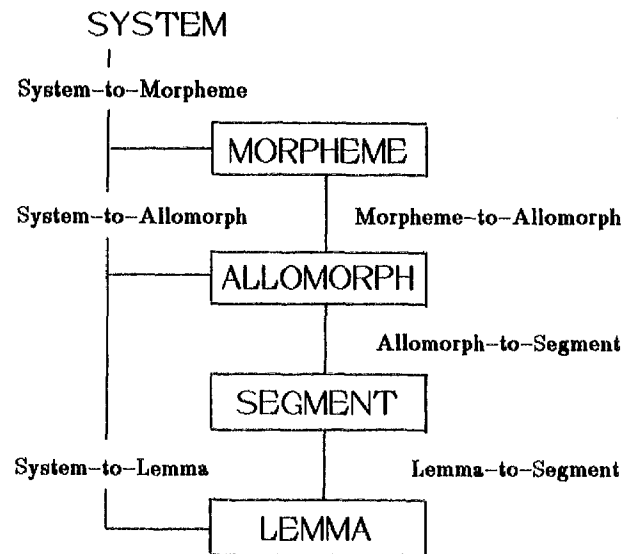 SYSTEM
System-to-Morpheme
MORPHEME
System-to-Allomorph
Morpheme-to-Allomorph
ALLOMORPH
Allomorph-to-Segment
SEGMENT
System-to-Lemma
Lemma-to-Segment
LEMMA